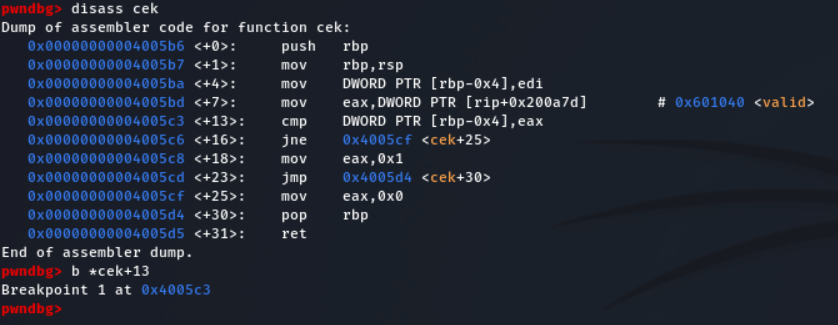 pwndbg> disass cek
Dump of assembler code for function cek:
   0x00000000004005b6 <+0>:     push   rbp
   0x00000000004005b7 <+1>:     mov    rbp,rsp
   0x00000000004005ba <+4>:     mov    DWORD PTR [rbp-0x4],edi
   0x00000000004005bd <+7>:     mov    eax,DWORD PTR [rip+0x200a7d]        # 0x601040 <valid>
   0x00000000004005c3 <+13>:    cmp    DWORD PTR [rbp-0x4],eax
   0x00000000004005c6 <+16>:    jne    0x4005cf <cek+25>
   0x00000000004005c8 <+18>:    mov    eax,0x1
   0x00000000004005cd <+23>:    jmp    0x4005d4 <cek+30>
   0x00000000004005cf <+25>:    mov    eax,0x0
   0x00000000004005d4 <+30>:    pop    rbp
   0x00000000004005d5 <+31>:    ret
End of assembler dump.
pwndbg> b *cek+13
Breakpoint 1 at 0x4005c3
pwndbg>